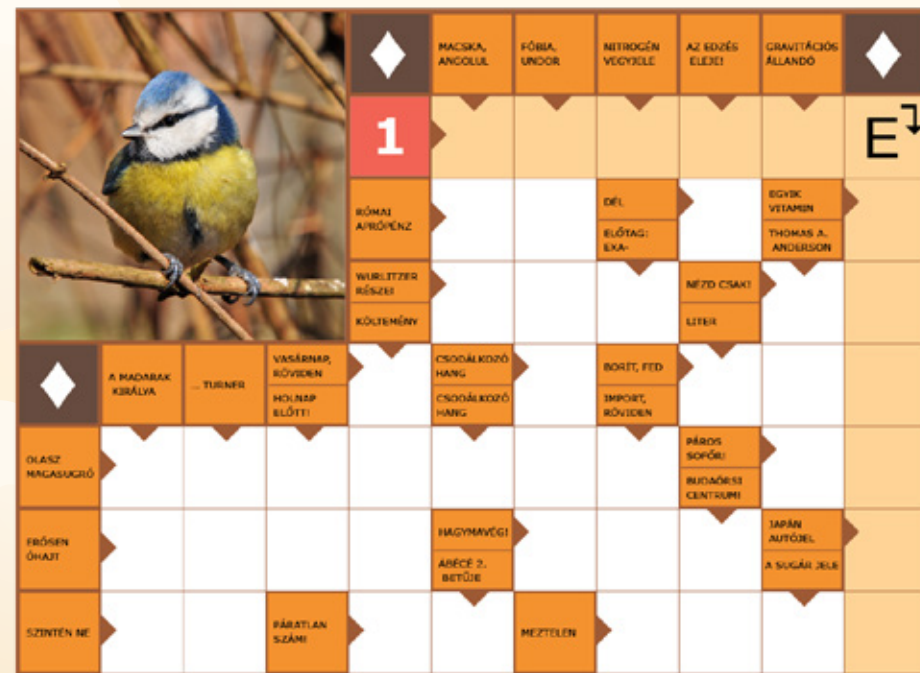 MACSKA,
ANGOLUL
FÓBIA,
UNDOR
NITROGÉN
VEGYJELE
AZ EDZÉS
ELEJE!
GRAVITÁCIÓS
ÁLLANDÓ
1
E
RÓMAI
APRÓPÉNZ
DÉL
ELŐTAG:
EXA-
EGYIK
VITAMIN
THOMAS A.
ANDERSON
WURLITZER
RÉSZE!
KÖLTEMÉNY
NÉZD CSAK!
LITER
A MADARAK
KIRÁLYA
... TURNER
VASÁRNAP,
RÖVIDEN
HOLNAP
ELŐTT!
CSODÁLKOZÓ
HANG
CSODÁLKOZÓ
HANG
BORÍT, FED
IMPORT,
RÖVIDEN
OLASZ
MAGASUGRÓ
PÁROS
SOFŐR!
BUDAÖRSI
CENTRUM!
ERŐSEN
ÓHAJT
HAGYMAVÉG!
ÁBÉCÉ 2.
BETŰJE
JAPÁN
AUTÓJEL
A SUGÁR JELE
SZINTÉN NE
PÁRATLAN
SZÁM!
MEZTELEN